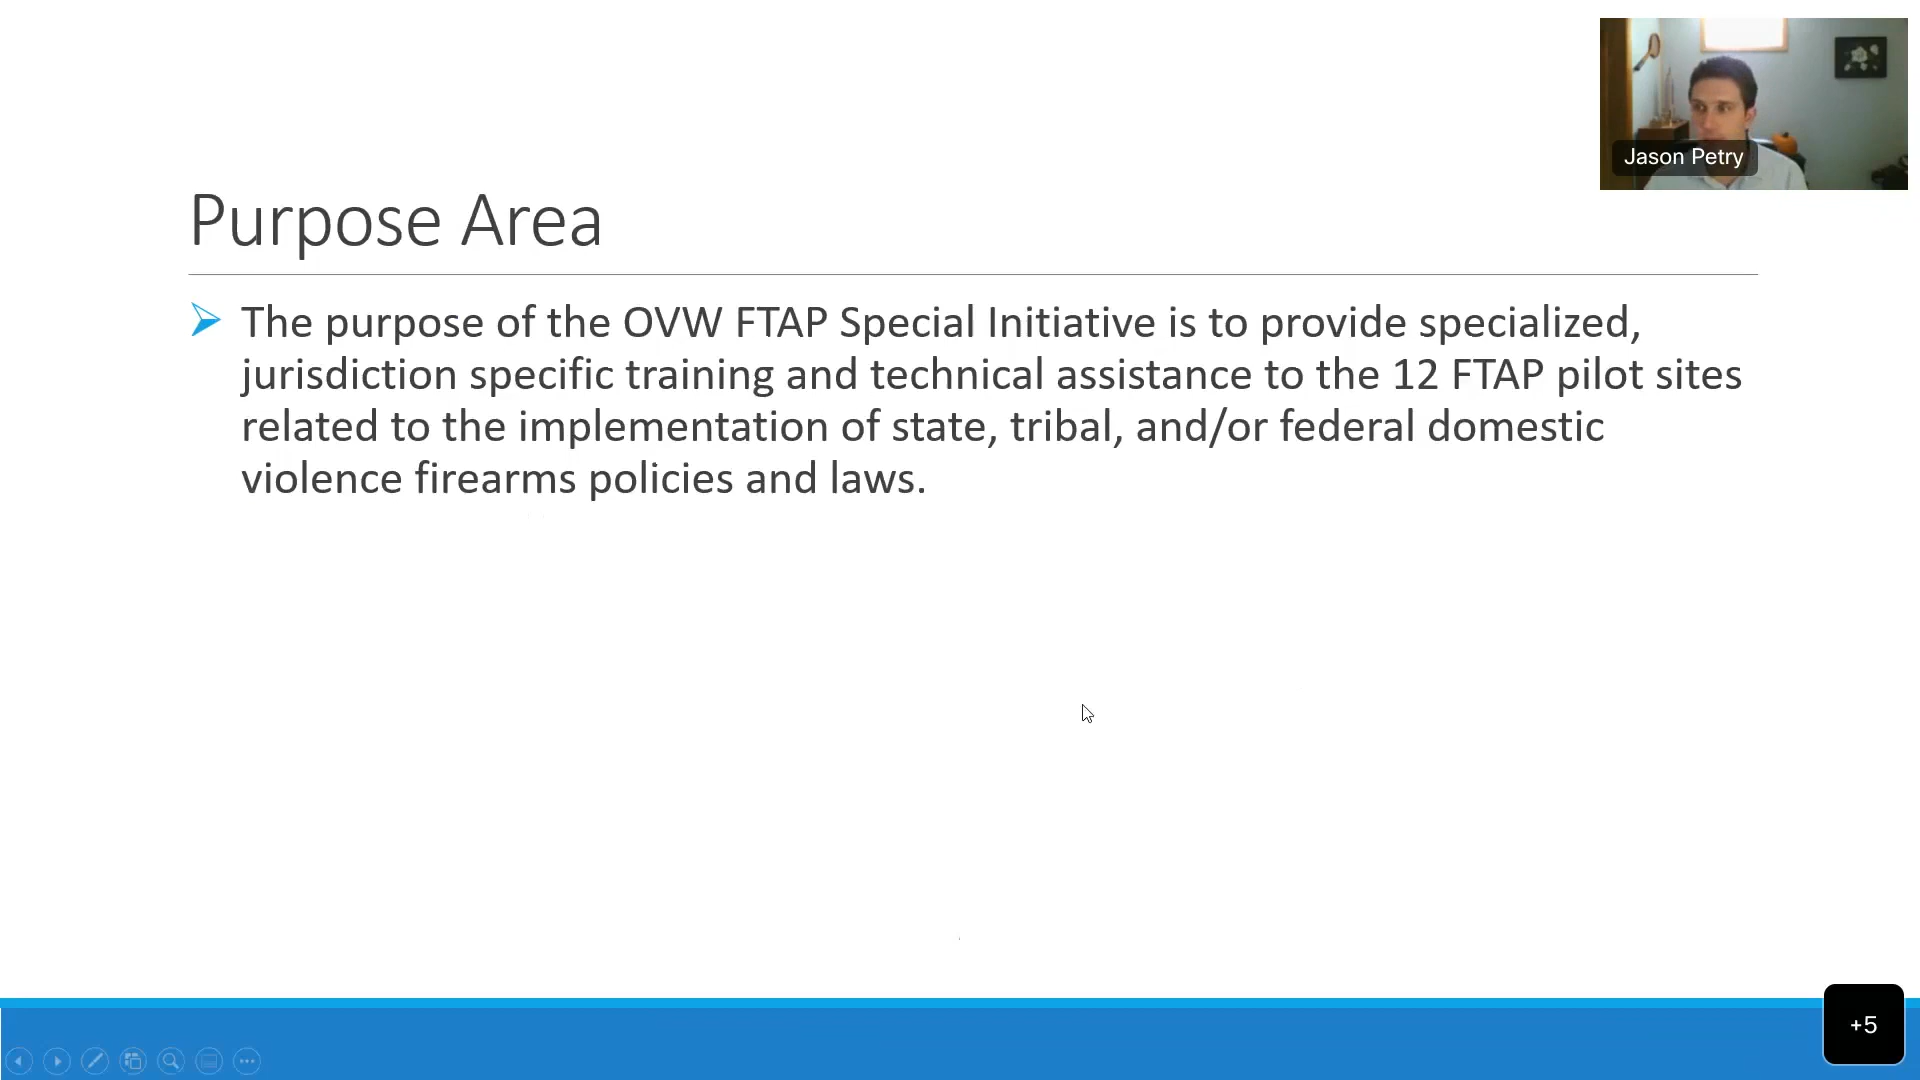 Jason Petry
Purpose Area
The purpose of the OVW FTAP Special Initiative is to provide specialized,
jurisdiction specific training and technical assistance to the 12 FTAP pilot sites
related to the implementation of state, tribal, and/or federal domestic
violence firearms policies and laws.
+5